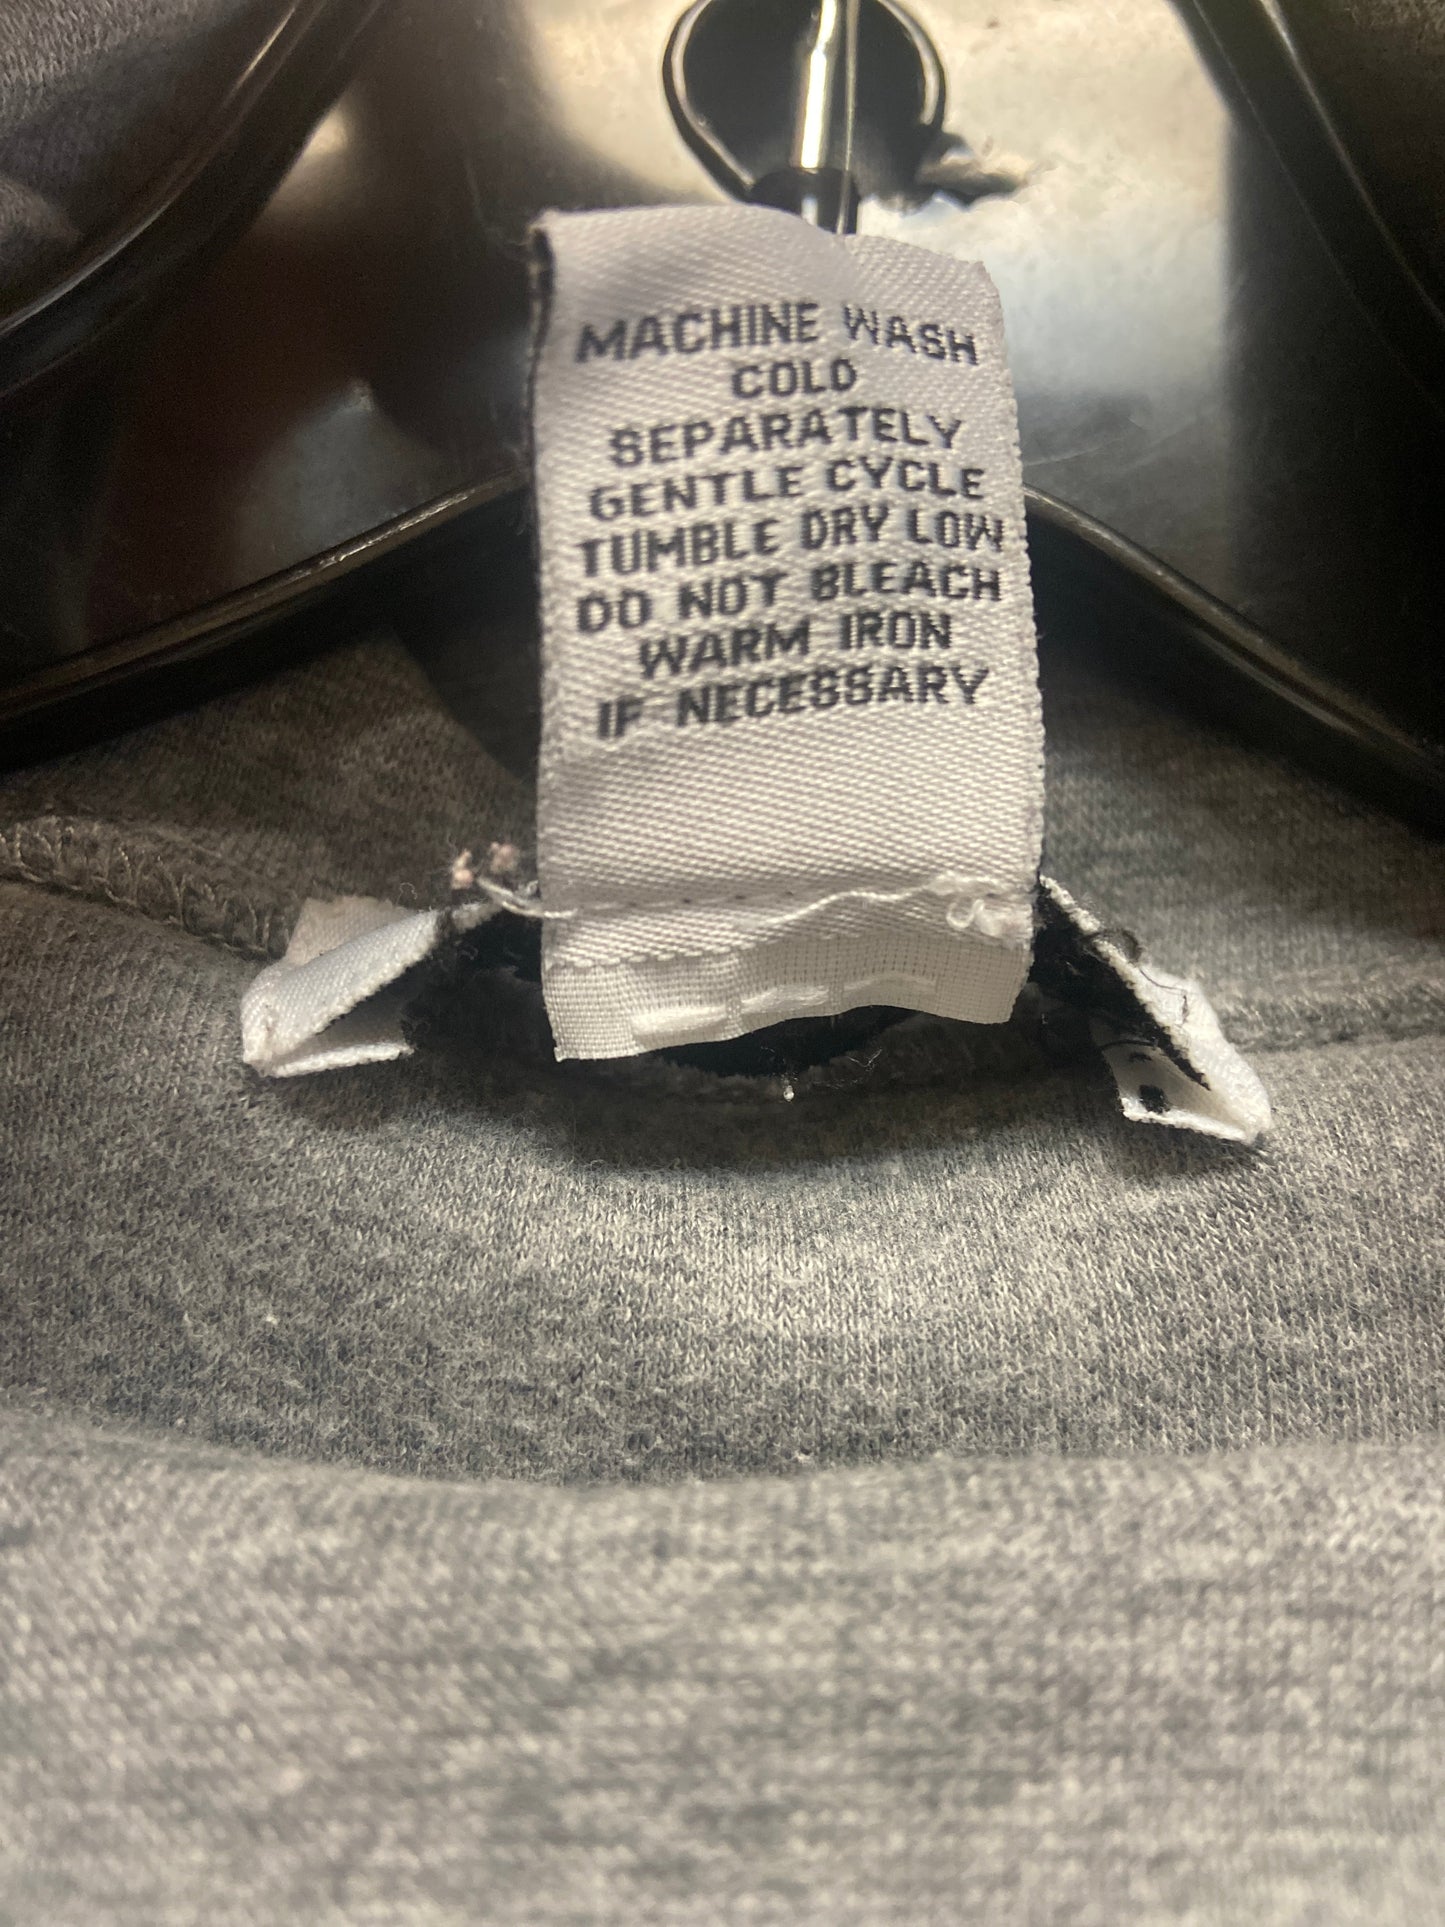 MACHINE WASH
COLD
SEPARATELY
GENTLE CYCLE
TUMBLE DRY LOW
DO NOT BLEACH
WARM IRON
IF NECESSARY